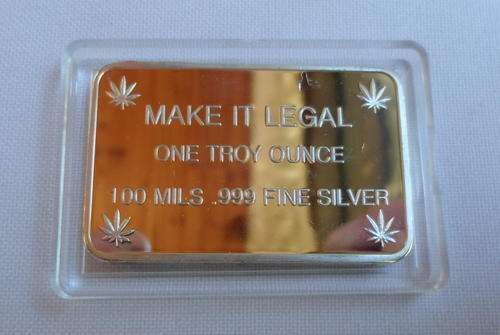 MAKE IT LEGAL
ONE TROY OUNCE
100 MILS .999 FINE SILVER